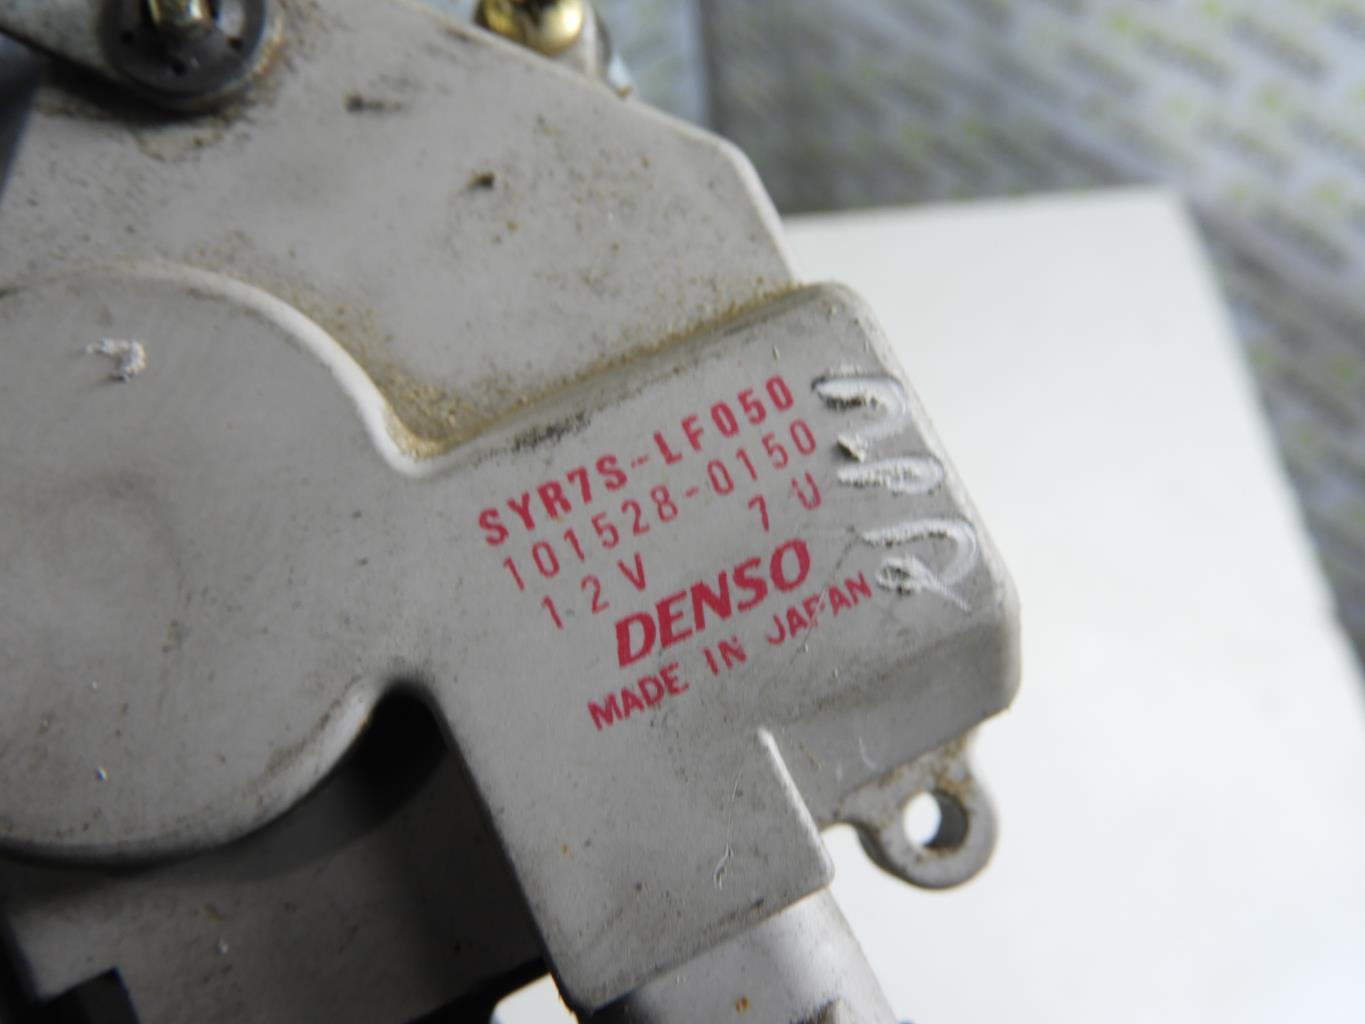 SYR7S-LF050
101528-0150
12V 7U
DENSO
MADE IN JAPAN